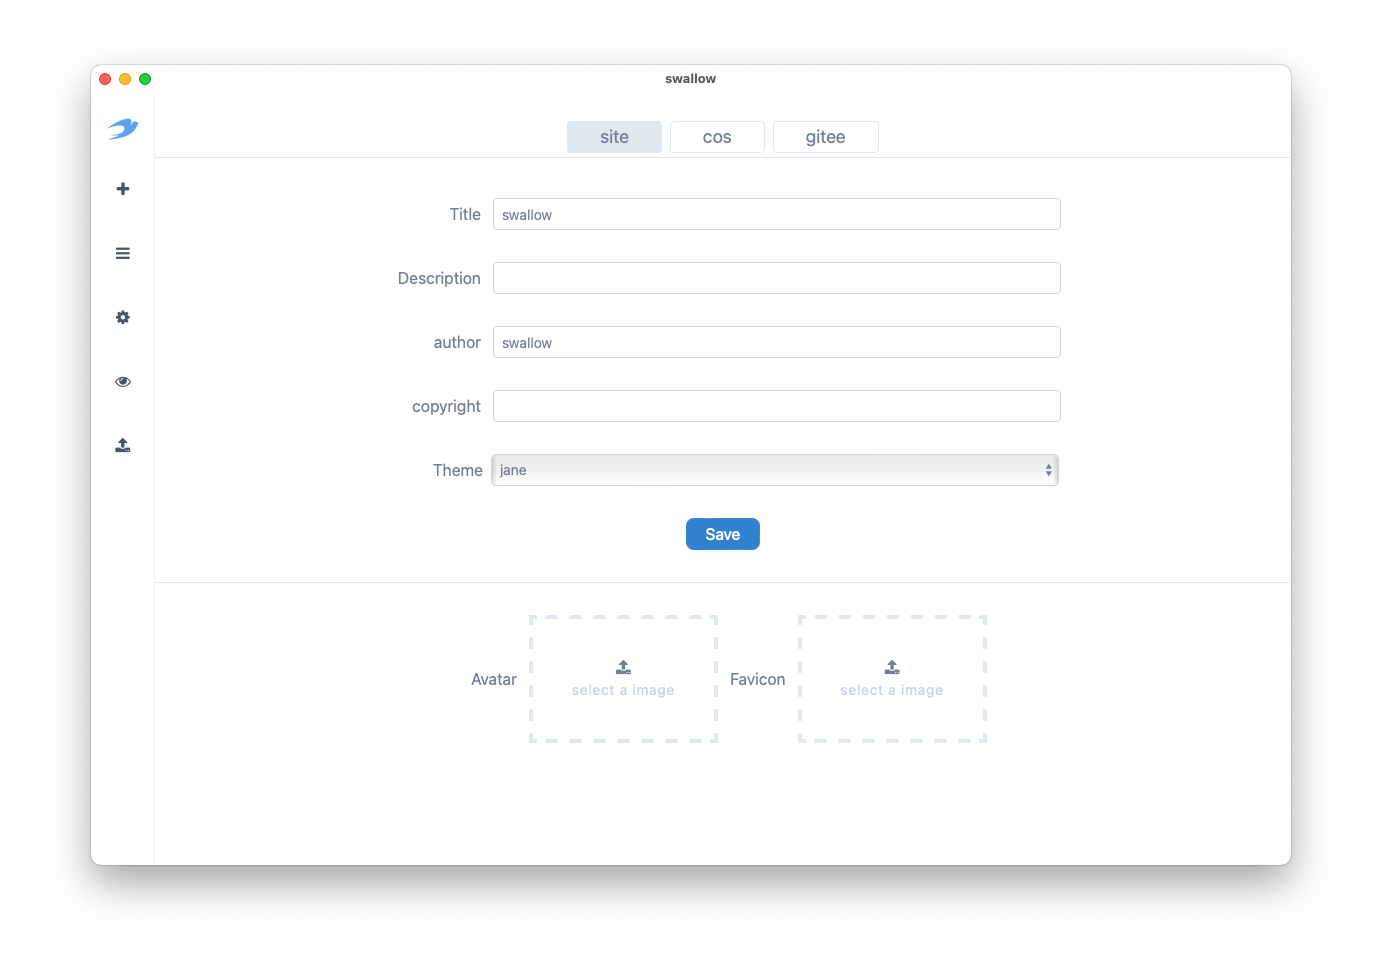 swallow
site cos gitee
Title swallow
Description
author swallow
copyright
Theme jane
Save
Avatar select a image Favicon select a image